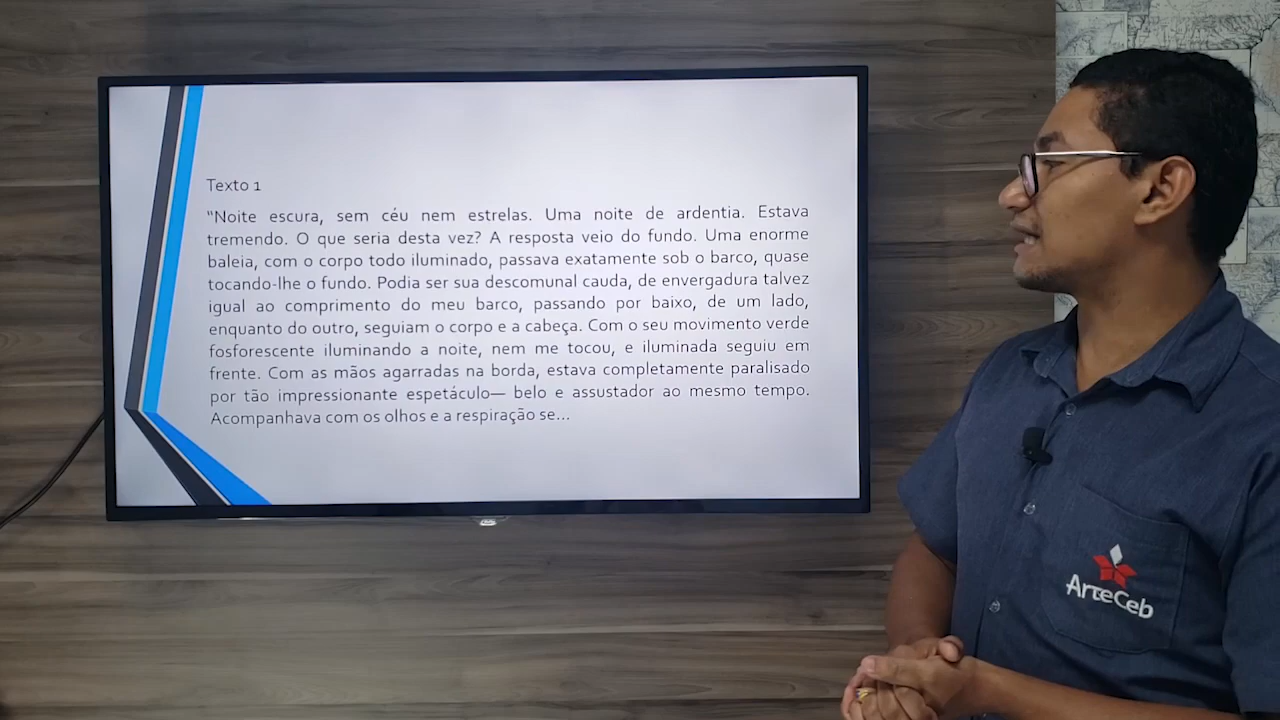 Texto 1
“Noite escura, sem céu nem estrelas. Uma noite de ardentia. Estava
tremendo. O que seria desta vez? A resposta veio do fundo. Uma enorme
baleia, com o corpo todo iluminado, passava exatamente sob o barco, quase
tocando-lhe o fundo. Podia ser sua descomunal cauda, de envergadura talvez
igual ao comprimento do meu barco, passando por baixo, de um lado,
enquanto do outro, seguiam o corpo e a cabeça. Com o seu movimento verde
fosforescente iluminando a noite, nem me tocou, e iluminada seguiu em
frente. Com as mãos agarradas na borda, estava completamente paralisado
por tão impressionante espetáculo— belo e assustador ao mesmo tempo.
Acompanhava com os olhos e a respiração se...
ArteCeb